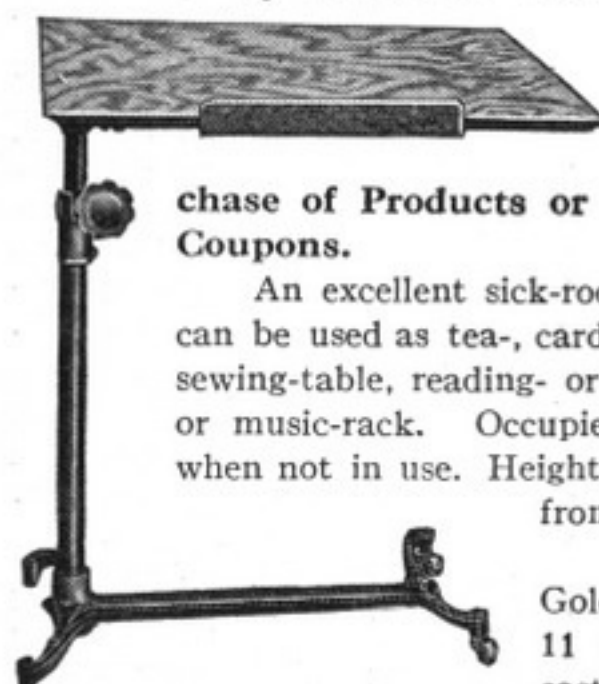 chase of Products or
Coupons.
An excellent sick-roo
can be used as tea-, card
sewing-table, reading- or
or music-rack. Occupie
when not in use. Height
fron
Gol
11